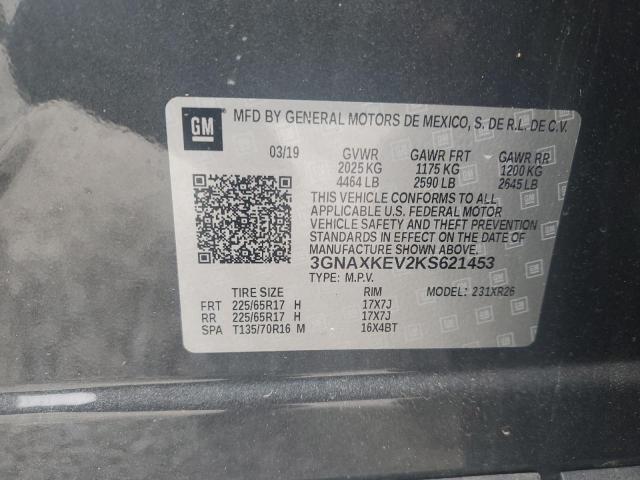 GM
MFD BY GENERAL MOTORS DE MEXICO, S. DE R.L. DE C.V.
03/19 GVWR GAWR FRT GAWR RR
2025 KG 1175 KG 1200 KG
4464 LB 2590 LB 2645 LB
THIS VEHICLE CONFORMS TO ALL
APPLICABLE U.S. FEDERAL MOTOR
VEHICLE SAFETY AND THEFT PREVENTION
STANDARDS IN EFFECT ON THE DATE OF
MANUFACTURE SHOWN ABOVE.
3GNAXKEV2KS621453
TYPE: M.P.V.
TIRE SIZE RIM MODEL: 231XR26
FRT 225/65R17 H 17X7J
RR 225/65R17 H 17X7J
SPA T135/70R16 M 16X4BT